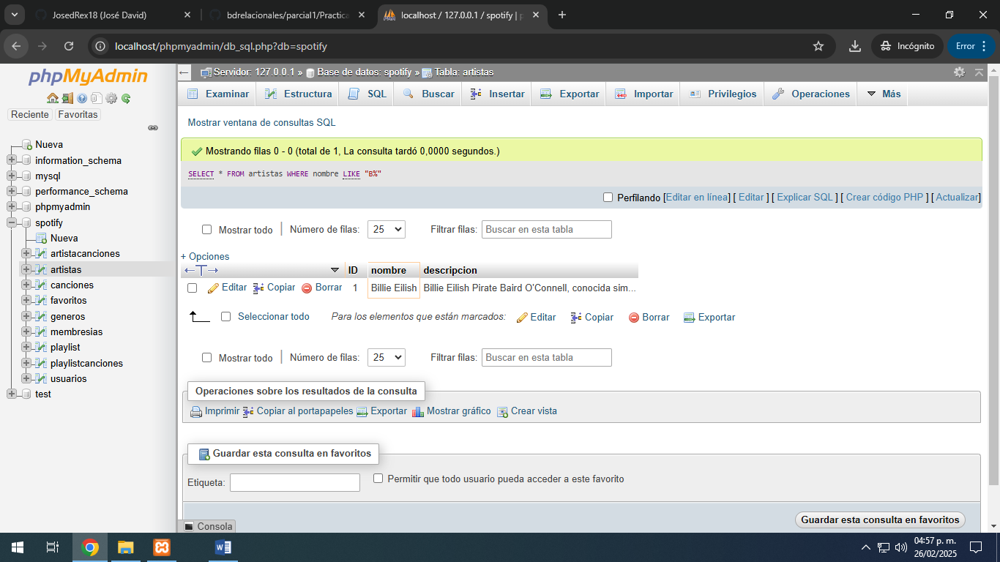 JosedRex18 (José David)
bdrelacionales/parcial1/Practica
localhost / 127.0.0.1 / spotify | p
localhost/phpmyadmin/db_sql.php?db=spotify
Incógnito
Error
phpMyAdmin
Reciente Favoritas
Nueva
information_schema
mysql
performance_schema
phpmyadmin
spotify
Nueva
artistacanciones
artistas
canciones
favoritos
generos
membresias
playlist
playlistcanciones
usuarios
test
Servidor: 127.0.0.1 » Base de datos: spotify » Tabla: artistas
Examinar Estructura SQL Buscar Insertar Exportar Importar Privilegios Operaciones Más
Mostrar ventana de consultas SQL
Mostrando filas 0 - 0 (total de 1, La consulta tardó 0,0000 segundos.)
SELECT * FROM artistas WHERE nombre LIKE "B%"
Perfilando [Editar en línea] [ Editar ] [ Explicar SQL ] [ Crear código PHP ] [ Actualizar]
Mostrar todo Número de filas: 25 Filtrar filas: Buscar en esta tabla
+ Opciones
←T→ ID nombre descripcion
Editar Copiar Borrar 1 Billie Eilish Billie Eilish Pirate Baird O'Connell, conocida sim...
Seleccionar todo Para los elementos que están marcados: Editar Copiar Borrar Exportar
Mostrar todo Número de filas: 25 Filtrar filas: Buscar en esta tabla
Operaciones sobre los resultados de la consulta
Imprimir Copiar al portapapeles Exportar Mostrar gráfico Crear vista
Guardar esta consulta en favoritos
Etiqueta: Permitir que todo usuario pueda acceder a este favorito
Guardar esta consulta en favoritos
Consola
04:57 p. m.
26/02/2025